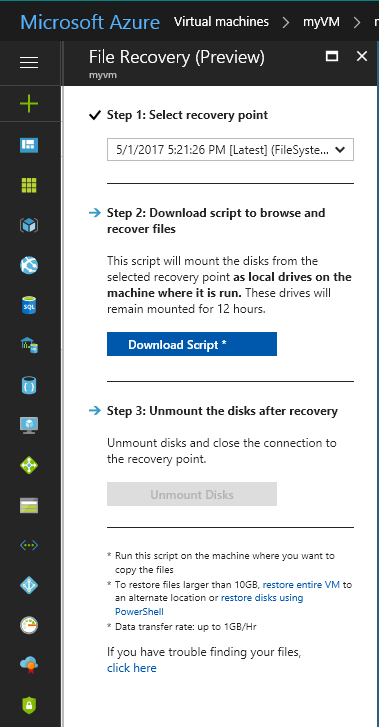 Microsoft Azure Virtual machines > myVM >
File Recovery (Preview)
myvm
Step 1: Select recovery point
5/1/2017 5:21:26 PM [Latest] (FileSyste...
Step 2: Download script to browse and
recover files
This script will mount the disks from the
selected recovery point as local drives on the
machine where it is run. These drives will
remain mounted for 12 hours.
Download Script *
Step 3: Unmount the disks after recovery
Unmount disks and close the connection to
the recovery point.
Unmount Disks
* Run this script on the machine where you want to
copy the files
* To restore files larger than 10GB, restore entire VM to
an alternate location or restore disks using
PowerShell
* Data transfer rate: up to 1GB/Hr
If you have trouble finding your files,
click here
SQL